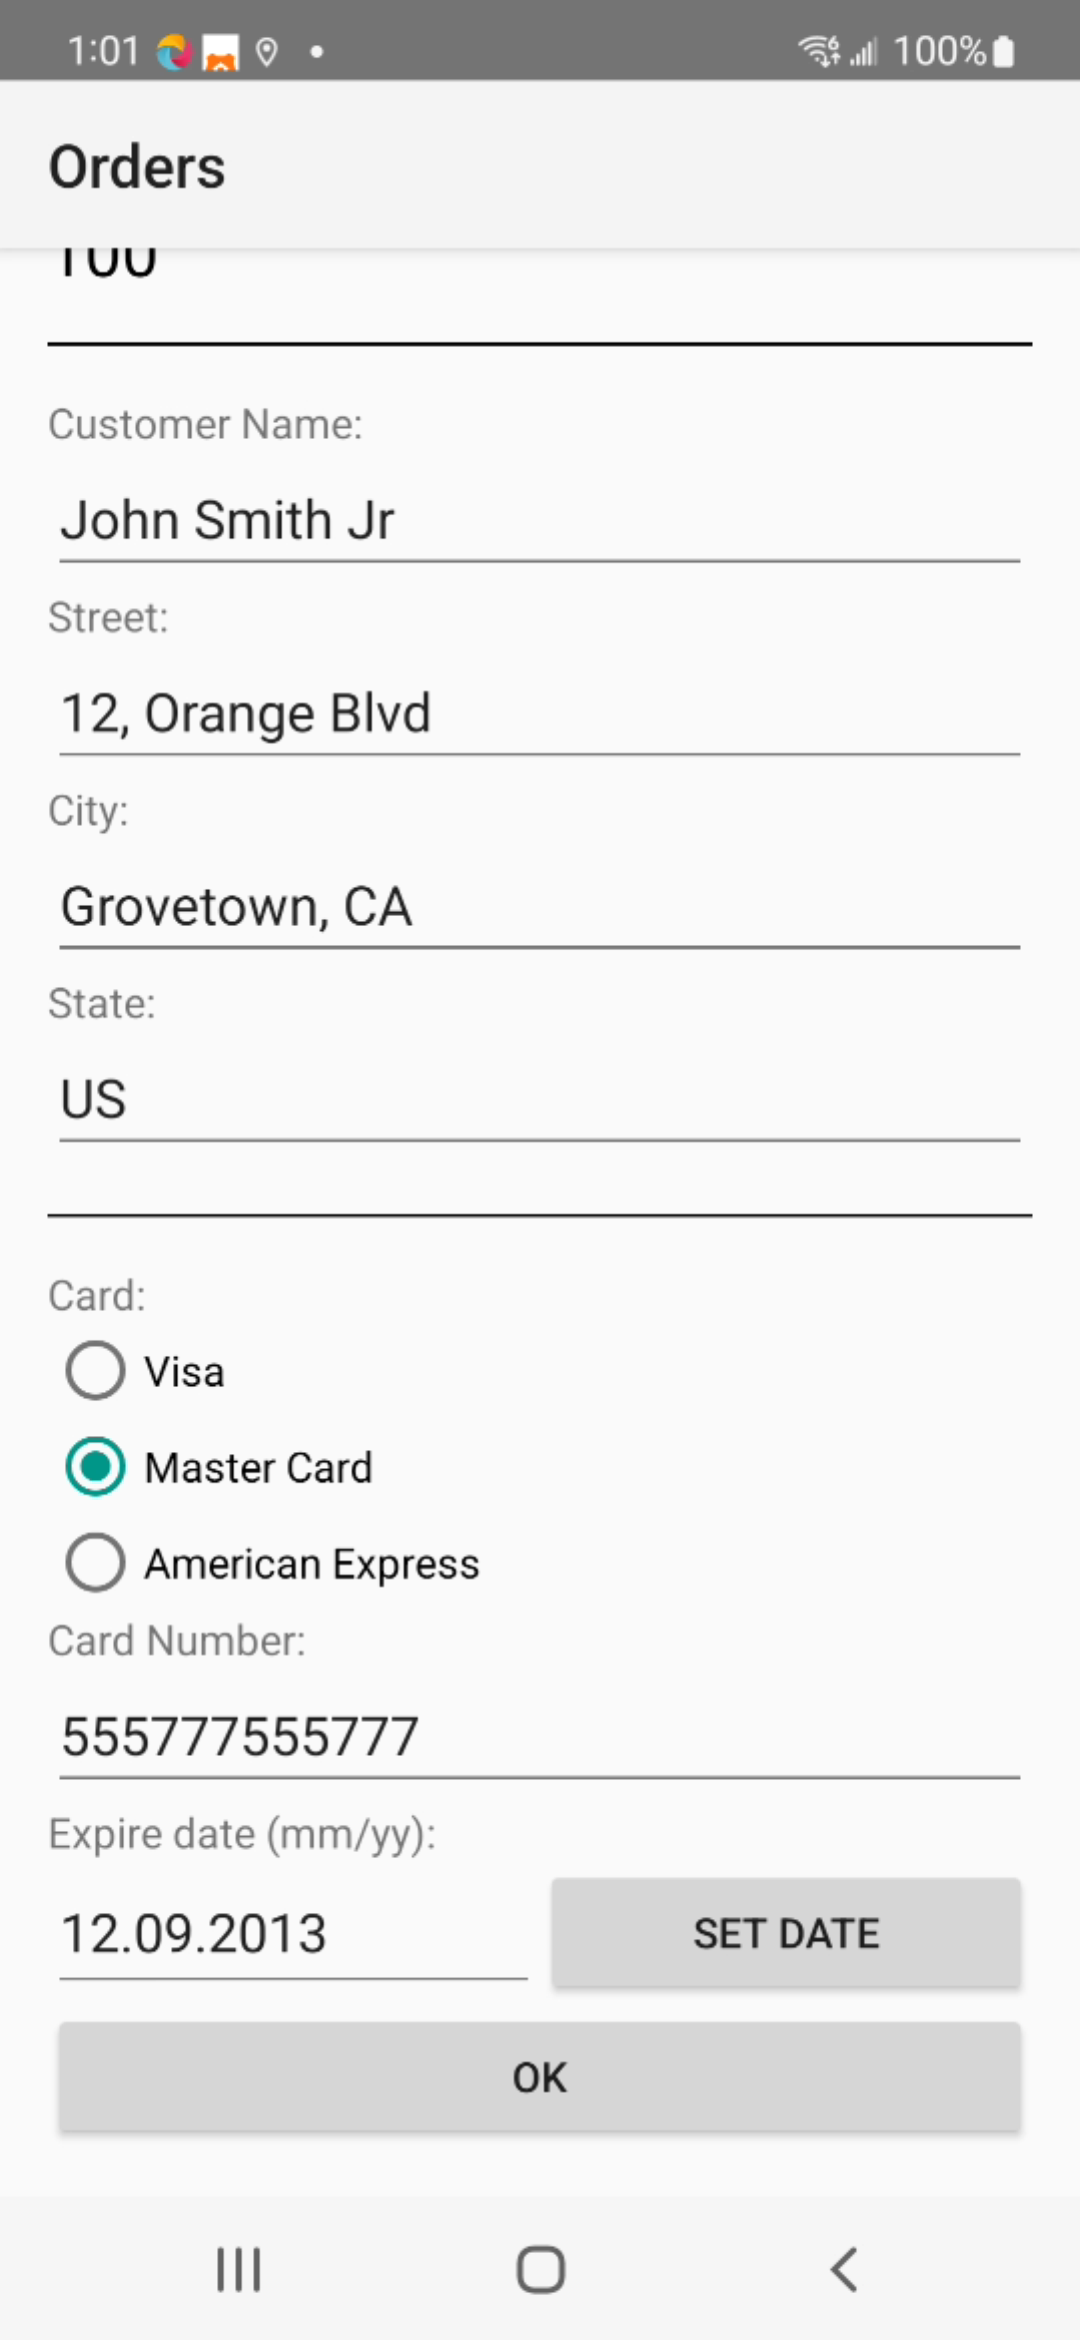 1:01
100%
Orders
100
Customer Name:
John Smith Jr
Street:
12, Orange Blvd
City:
Grovetown, CA
State:
US
Card:
Visa
Master Card
American Express
Card Number:
555777555777
Expire date (mm/yy):
12.09.2013
SET DATE
OK